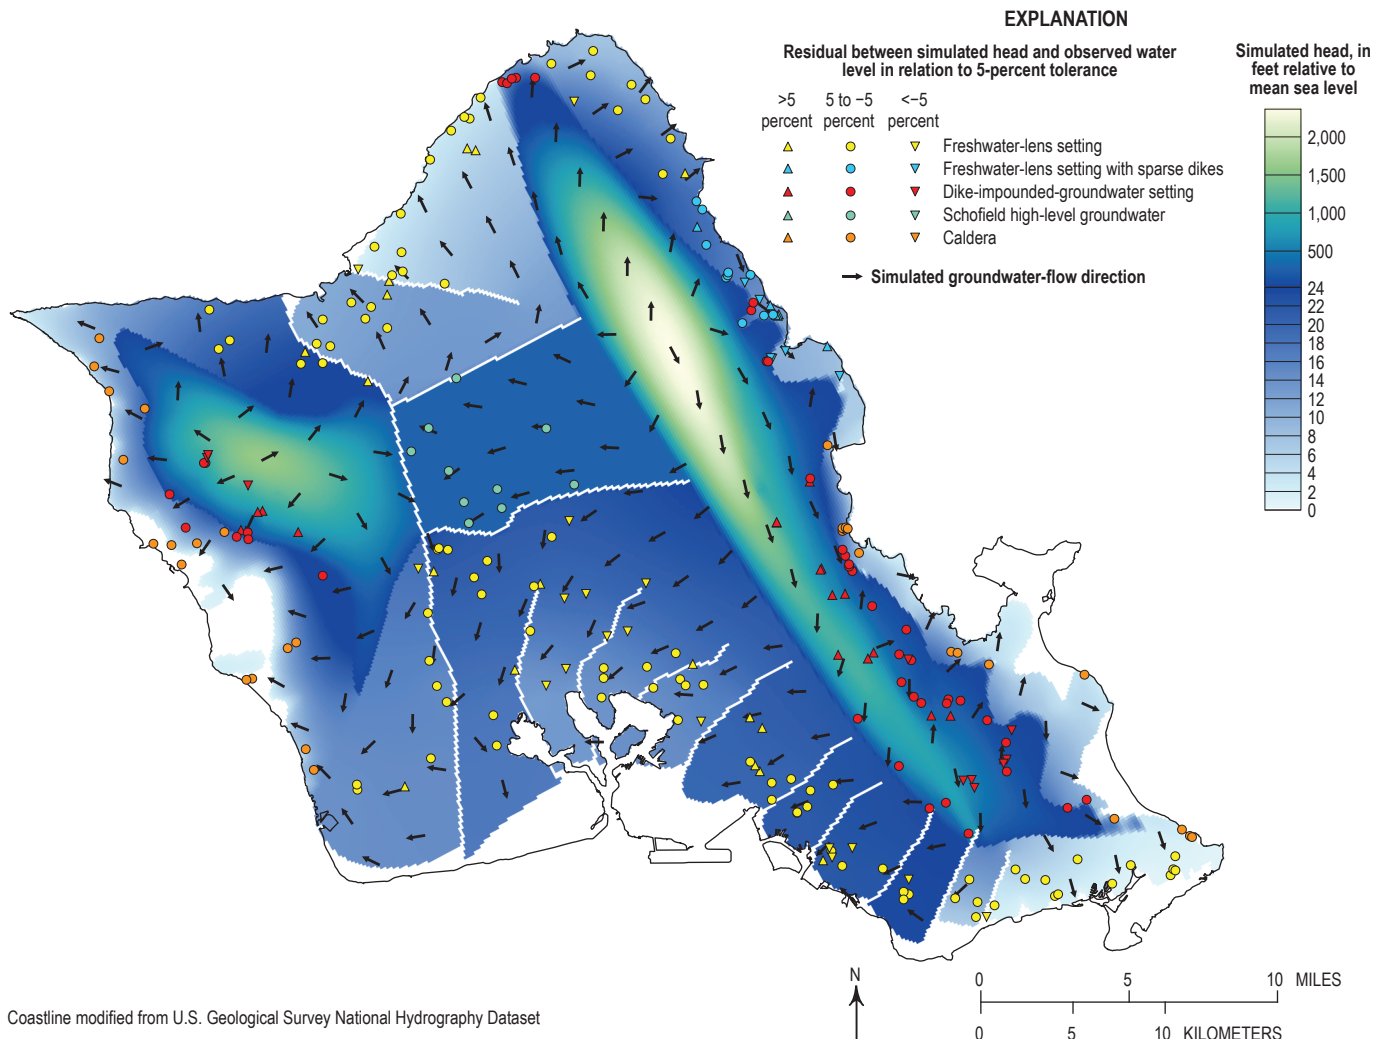 EXPLANATION
Residual between simulated head and observed water
level in relation to 5-percent tolerance
>5 5 to −5 <−5
percent percent percent
Freshwater-lens setting
Freshwater-lens setting with sparse dikes
Dike-impounded-groundwater setting
Schofield high-level groundwater
Caldera
Simulated groundwater-flow direction
Simulated head, in
feet relative to
mean sea level
2,000
1,500
1,000
500
24
22
20
18
16
14
12
10
8
6
4
2
0
N
0 5 10 MILES
0 5 10 KILOMETERS
Coastline modified from U.S. Geological Survey National Hydrography Dataset